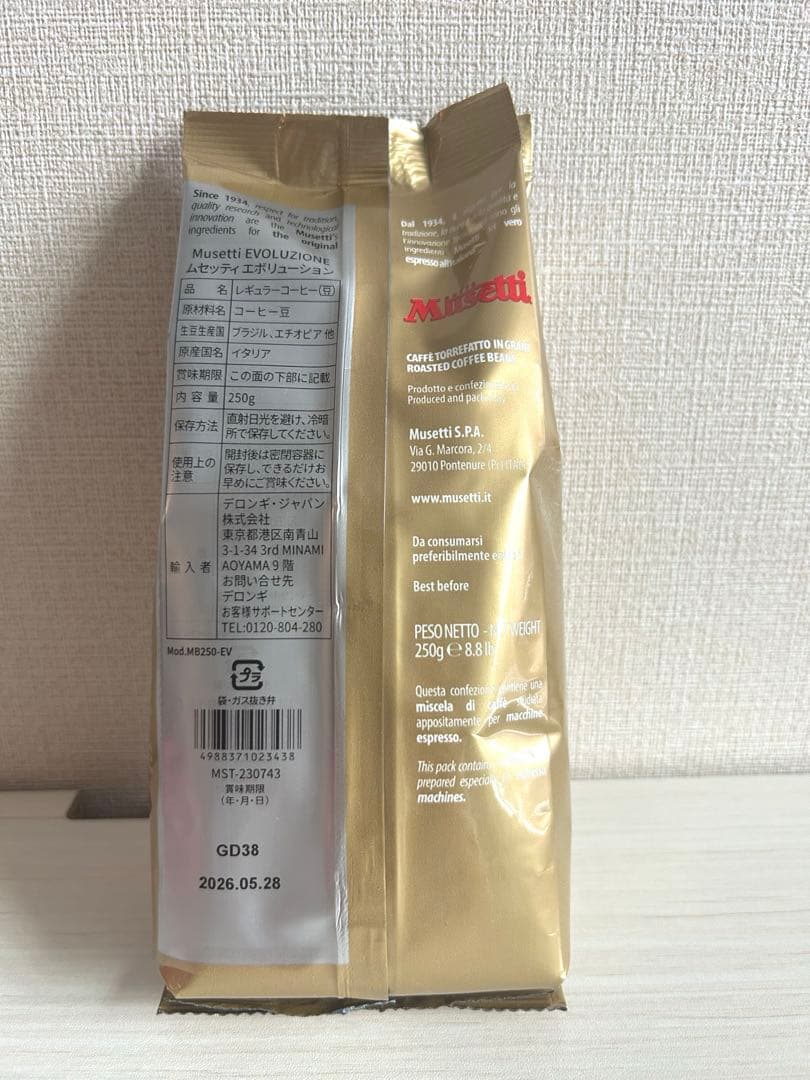 Since 1934, respect for tradition,
quality research and technological
innovation are the Musetti's
ingredients for the original
Musetti EVOLUZIONE
ムセッティ エボリューション
品 名 レギュラーコーヒー(豆)
原材料名 コーヒー豆
生豆生産国 ブラジル、エチオピア 他
原産国名 イタリア
賞味期限 この面の下部に記載
内容量 250g
保存方法 直射日光を避け、冷暗
所で保存してください。
使用上の注意 開封後は密閉容器に
保存し、できるだけお
早めにご賞味ください。
輸入者 デロンギ・ジャパン
株式会社
東京都港区南青山
3-1-34 3rd MINAMI
AOYAMA 9 階
お問い合せ先
デロンギ
お客様サポートセンター
TEL:0120-804-280
Mod.MB250-EV
プラ
袋・ガス抜き弁
4988371023438
MST-230743
賞味期限
(年・月・日)
GD38
2026.05.28
Dal 1934, la
tradizione, gli
l'innovazione vero
espresso
Musetti
CAFFÈ TORREFATTO IN GRANI
ROASTED COFFEE BEANS
Prodotto e
Produced and
Musetti S.P.A.
Via G. Marcora, 2/4
29010 Pontenure
www.musetti.it
Da consumarsi
preferibilmente
Best before
PESO NETTO - WEIGHT
250g ℮ 8.8 lb
Questa una
miscela di caffè studiata
appositamente per macchine
espresso.
This pack
prepared
machines.